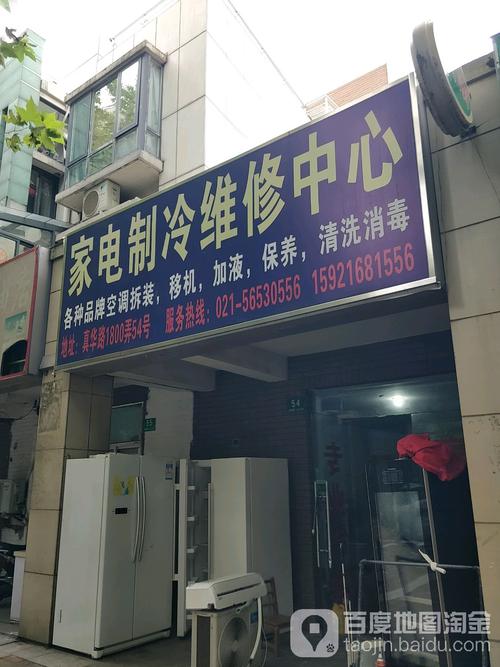 家电制冷维修中心
各种品牌空调拆装，移机，加液，保养，清洗消毒
地址：真华路1800弄54号 服务热线：021-56530556 15921681556
54
55
百度地图淘金
taojin.baidu.com